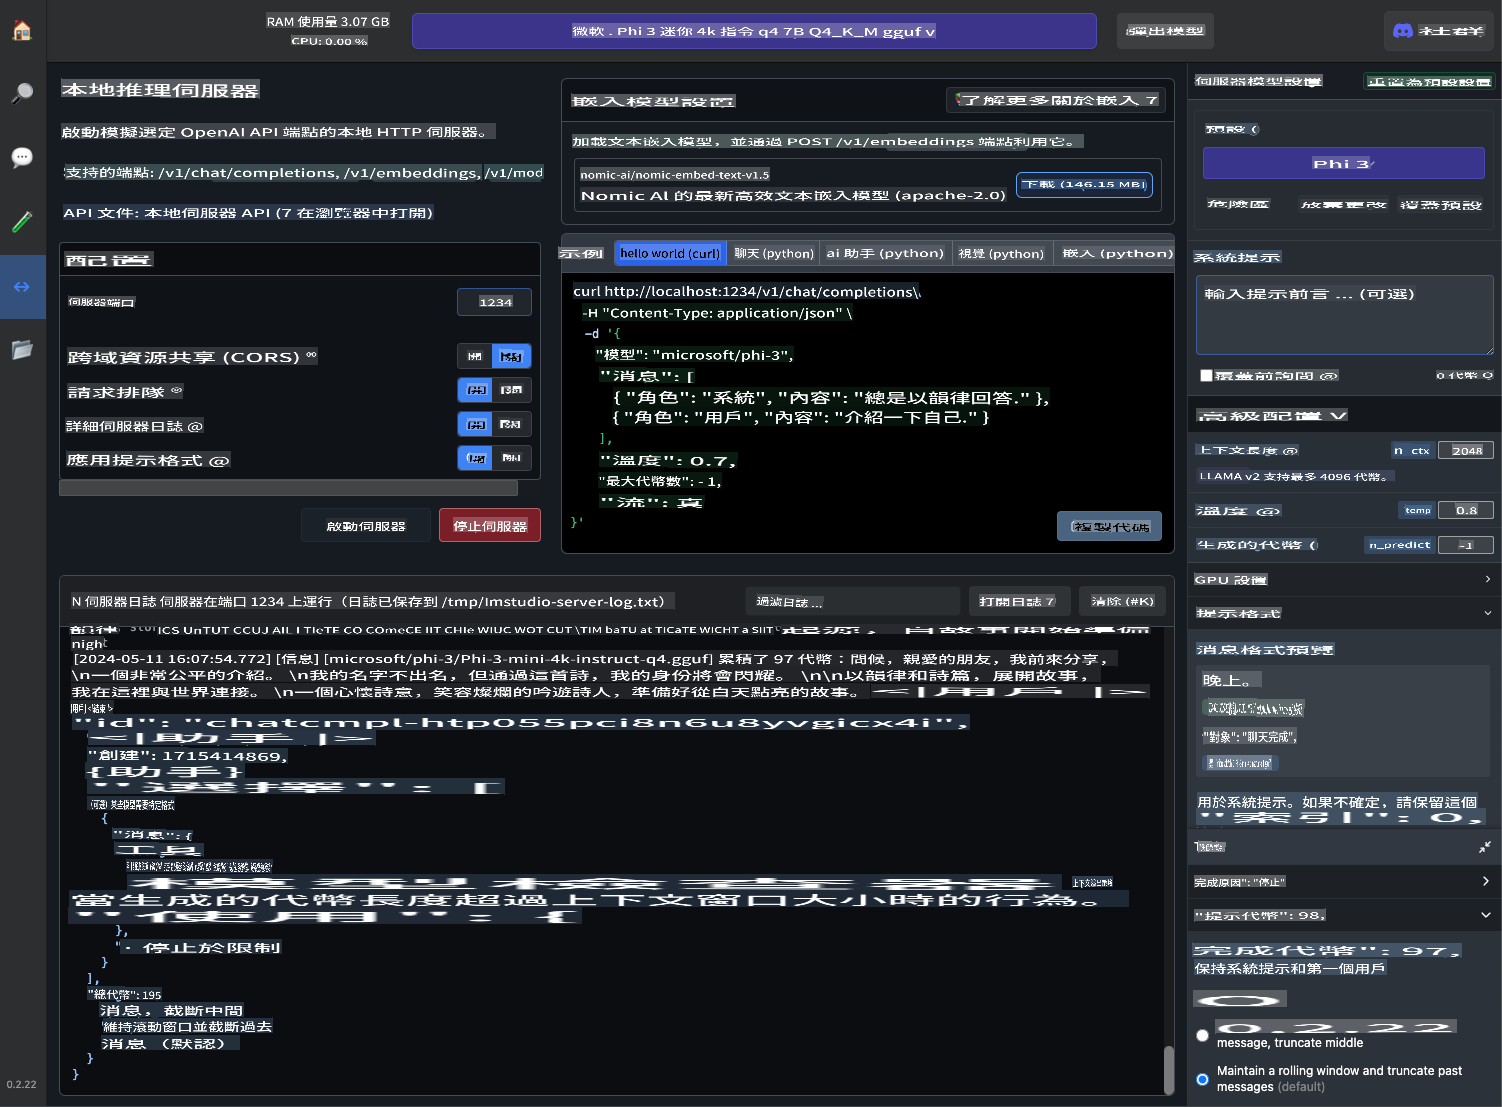 RAM 使用量 3.07 GB
CPU: 0.00 %
微軟 . Phi 3 迷你 4k 指令 q4 7B Q4_K_M gguf v
彈出模型
社群
本地推理伺服器
啟動模擬選定 OpenAI API 端點的本地 HTTP 伺服器。
支持的端點: /v1/chat/completions, /v1/embeddings, /v1/mod
API 文件: 本地伺服器 API (7 在瀏覽器中打開)
配置
伺服器端口
1234
跨域資源共享 (CORS)
開
關
請求排隊
開
詳細伺服器日誌 @
開
應用提示格式 @
啟動伺服器
停止伺服器
嵌入模型設置
了解更多關於嵌入 7
加載文本嵌入模型，並通過 POST /v1/embeddings 端點利用它。
nomic-ai/nomic-embed-text-v1.5
Nomic AI 的最新高效文本嵌入模型 (apache-2.0)
下載 (146.15 MB)
示例
hello world (curl)
聊天 (python)
ai 助手 (python)
視覺 (python)
嵌入 (python)
curl http://localhost:1234/v1/chat/completions\
-H "Content-Type: application/json" \
-d '{
"模型": "microsoft/phi-3",
"消息": [
{ "角色": "系統", "內容": "總是以韻律回答." },
{ "角色": "用戶", "內容": "介紹一下自己." }
],
"溫度": 0.7,
"最大代幣數": - 1,
"流": 真
}'
複製代碼
N 伺服器日誌 伺服器在端口 1234 上運行（日誌已保存到 /tmp/lmstudio-server-log.txt）
過濾日誌 ...
打開日誌 7
清除 (#K)
night
[2024-05-11 16:07:54.772] [信息] [microsoft/phi-3/Phi-3-mini-4k-instruct-q4.gguf] 累積了 97 代幣：問候，親愛的朋友，我前來分享，
\n一個非常公平的介紹。 \n我的名字不出名，但通過這首詩，我的身份將會閃耀。 \n\n以韻律和詩篇，展開故事，
我在這裡與世界連接。 \n一個心懷詩意，笑容燦爛的吟遊詩人，準備好從白天點亮的故事。 <|用戶|>
"id": "chatcmpl-htp055pci8n6u8yvgicx4i",
<|助手|>
"創建": 1715414869,
{助手}
"選擇": [
(可選) 某些模型需要特定格式
{
"消息": {
工具
當生成的代幣長度超過上下文窗口大小時的行為。
"使用": {
},
"· 停止於限制
}
],
"總代幣": 195
消息，截斷中間
維持滾動窗口並截斷過去
消息 （默認）
}
}
0.2.22
伺服器模型設置
重置為預設設置
預設 (
Phi 3
危險區
放棄更改
覆蓋預設
系統提示
輸入提示前言 ... (可選)
覆蓋前詢問 @
0 代幣
高級配置 V
上下文長度 @
n_ctx
2048
LLAMA v2 支持最多 4096 代幣。
溫度 @
temp
0.8
生成的代幣 (
n_predict
-1
GPU 設置
提示格式
消息格式預覽
晚上。
"對象": "聊天完成",
用於系統提示。如果不確定，請保留這個
"索引": 0,
完成原因": "停止"
"提示代幣": 98,
完成代幣": 97,
保持系統提示和第一個用戶
0.2.22
message, truncate middle
Maintain a rolling window and truncate past
messages (default)